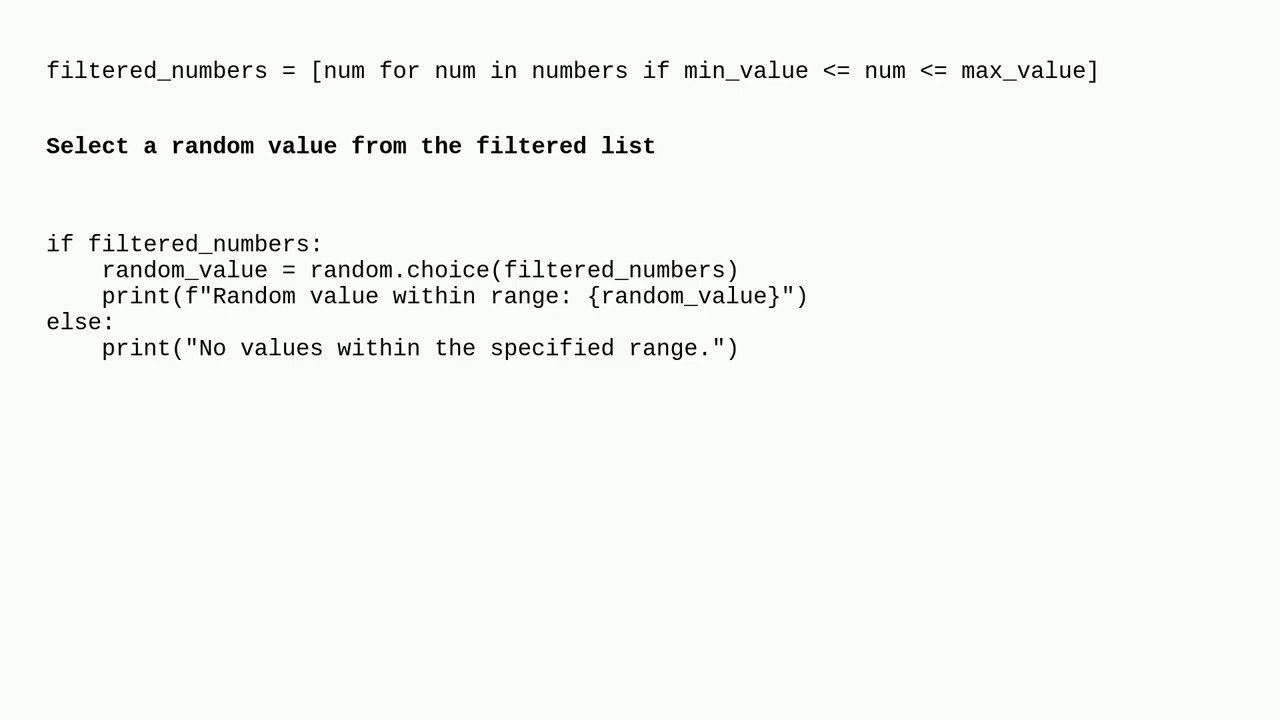 filtered_numbers = [num for num in numbers if min_value <= num <= max_value]
Select a random value from the filtered list
if filtered_numbers:
    random_value = random.choice(filtered_numbers)
    print(f"Random value within range: {random_value}")
else:
    print("No values within the specified range.")